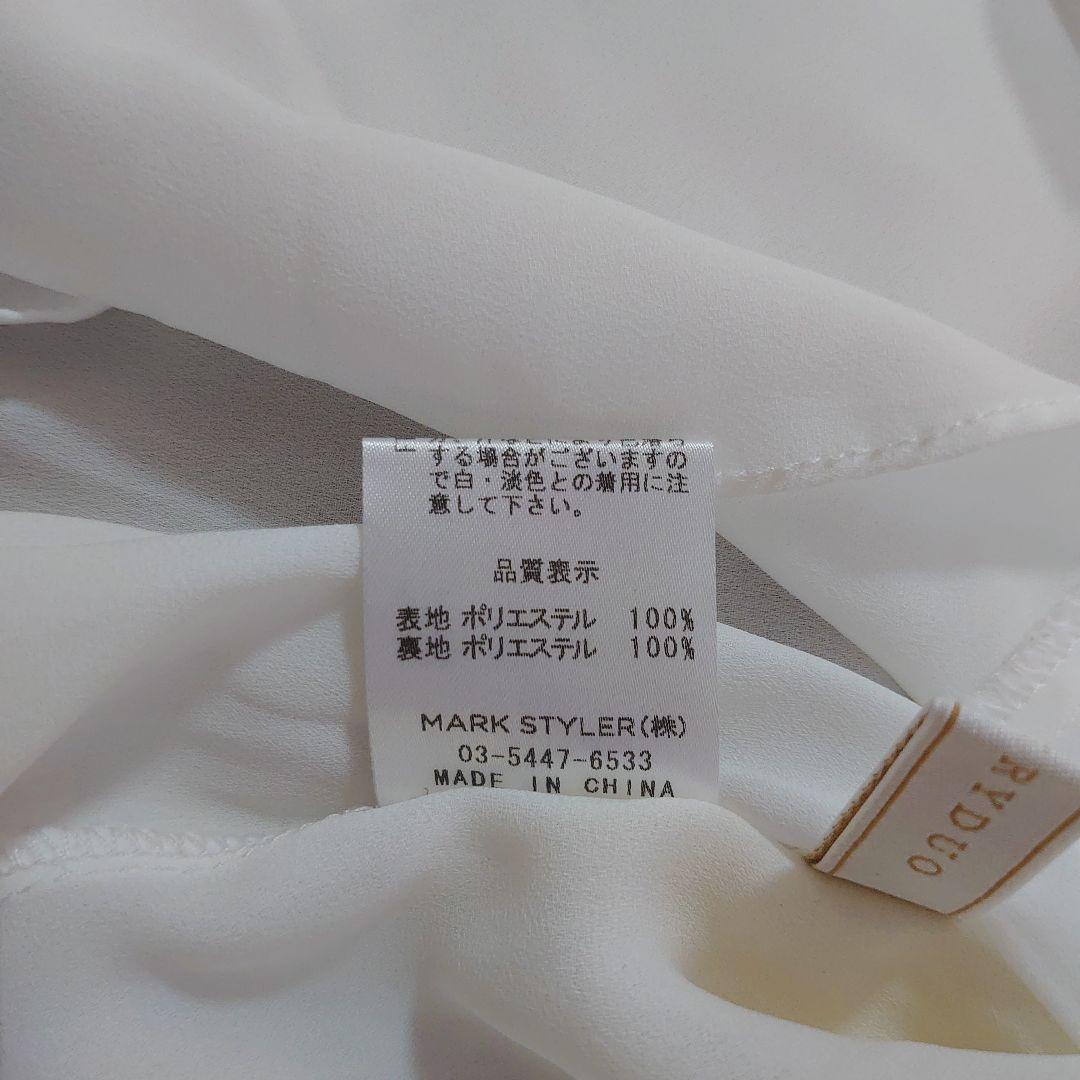 する場合がございますの
で白・淡色との着用に注
意して下さい。
品質表示
表地 ポリエステル 100%
裏地 ポリエステル 100%
MARK STYLER(株)
03-5447-6533
MADE IN CHINA
RYDUO